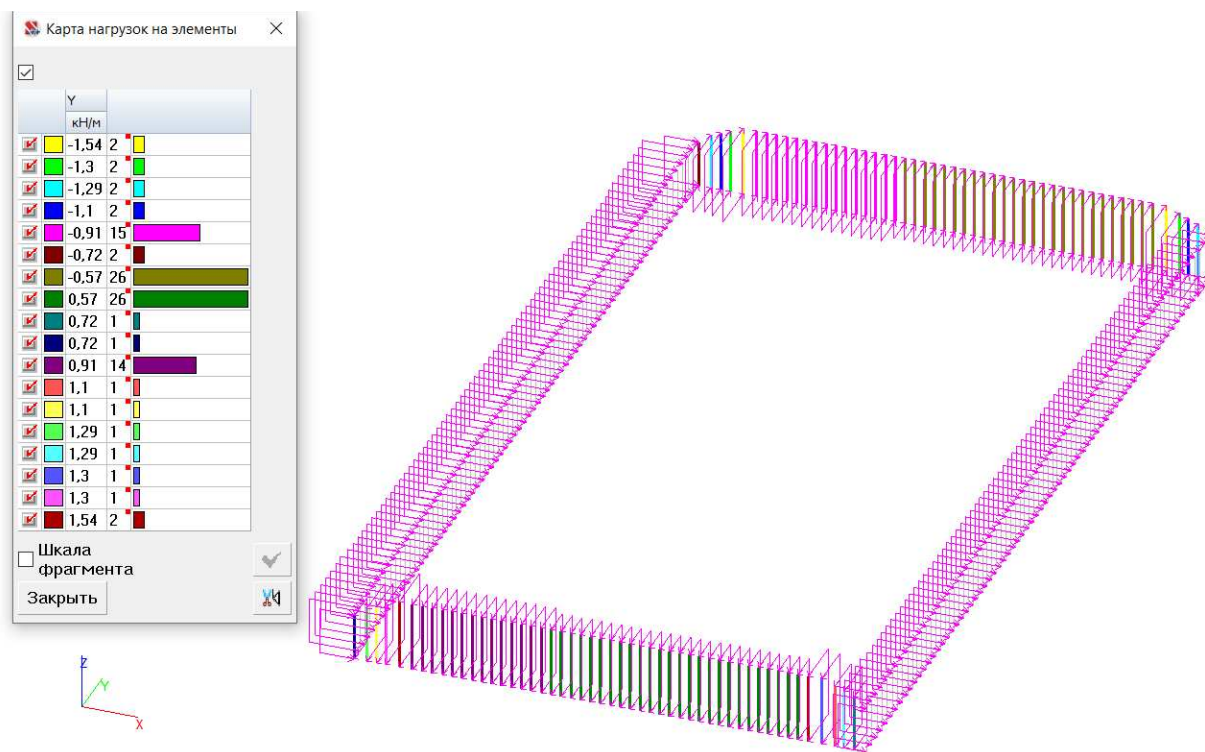 Карта нагрузок на элементы
Y
кН/м
-1,54 2
-1,3 2
-1,29 2
-1,1 2
-0,91 15
-0,72 2
-0,57 26
0,57 26
0,72 1
0,72 1
0,91 14
1,1 1
1,1 1
1,29 1
1,29 1
1,3 1
1,3 1
1,54 2
Шкала
фрагмента
Закрыть
Z
Y
X